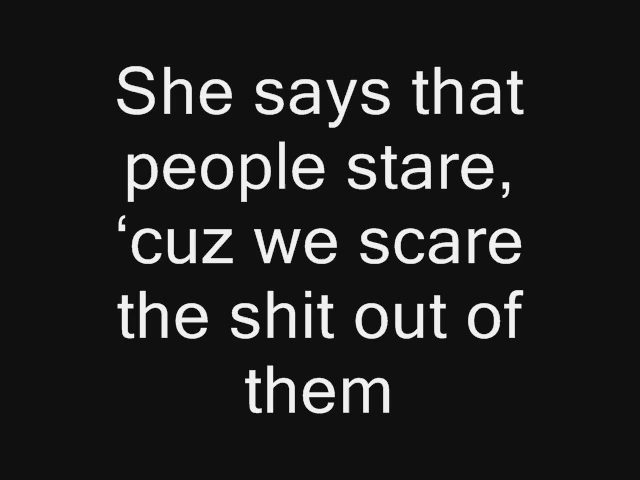 She says that
people stare,
‘cuz we scare
the shit out of
them